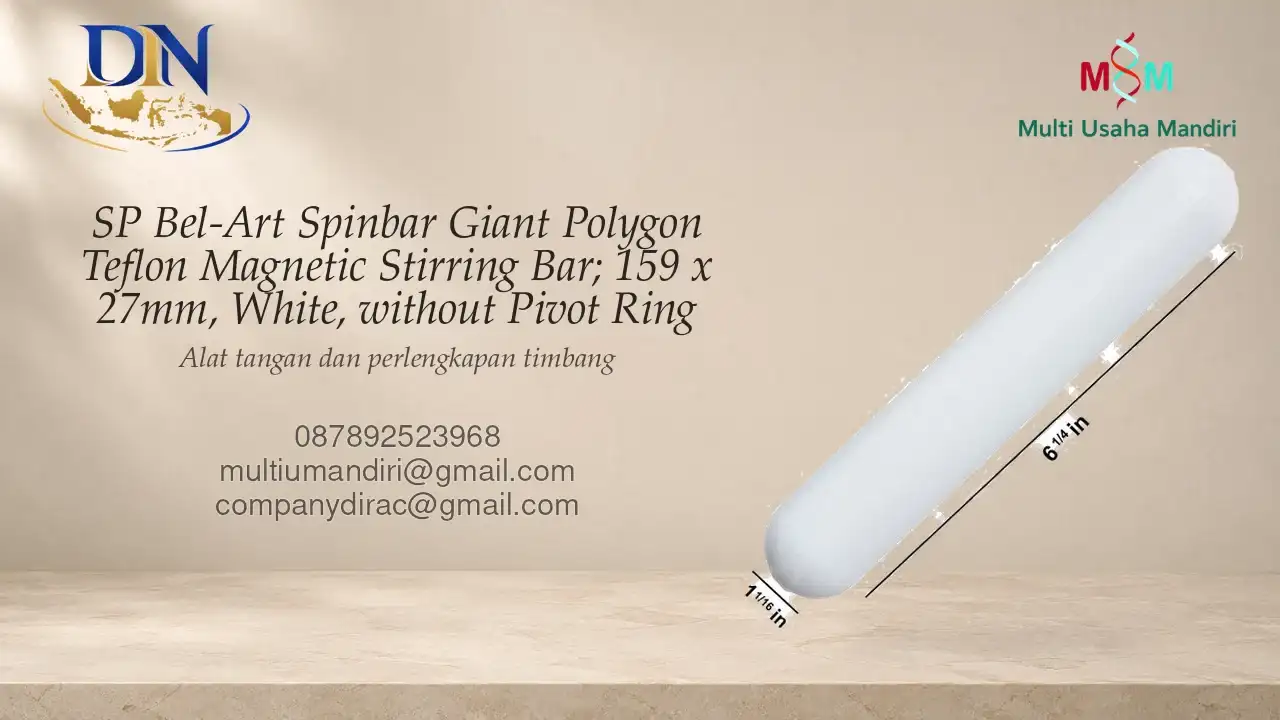 DIN
MSM
Multi Usaha Mandiri
SP Bel-Art Spinbar Giant Polygon
Teflon Magnetic Stirring Bar; 159 x
27mm, White, without Pivot Ring
Alat tangan dan perlengkapan timbang
087892523968
multiumandiri@gmail.com
companydirac@gmail.com
6 1/4 in
1 1/16 in